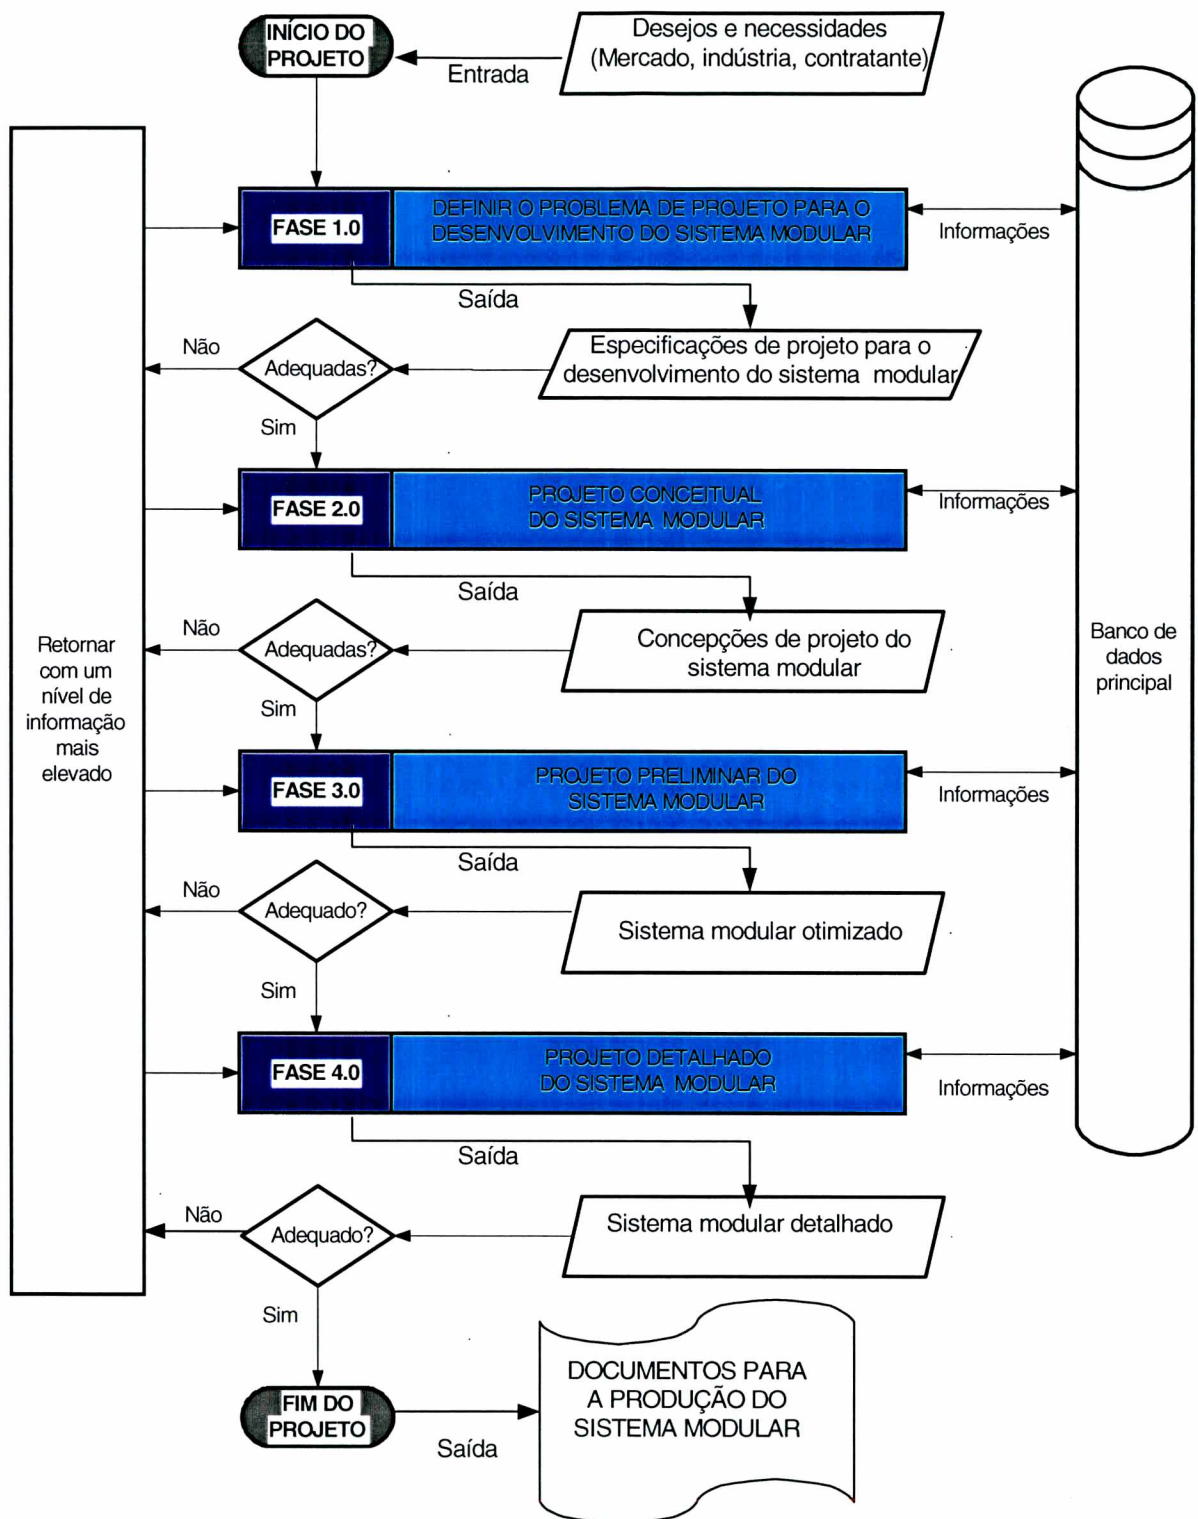 INÍCIO DO
PROJETO
Desejos e necessidades
(Mercado, indústria, contratante)
Entrada
FASE 1.0
DEFINIR O PROBLEMA DE PROJETO PARA O
DESENVOLVIMENTO DO SISTEMA MODULAR
Informações
Saída
Não
Adequadas?
Especificações de projeto para o
desenvolvimento do sistema modular
Sim
FASE 2.0
PROJETO CONCEITUAL
DO SISTEMA MODULAR
Informações
Saída
Não
Adequadas?
Concepções de projeto do
sistema modular
Sim
Retornar
com um
nível de
informação
mais
elevado
Banco de
dados
principal
FASE 3.0
PROJETO PRELIMINAR DO
SISTEMA MODULAR
Informações
Saída
Não
Adequado?
Sistema modular otimizado
Sim
FASE 4.0
PROJETO DETALHADO
DO SISTEMA MODULAR
Informações
Saída
Não
Adequado?
Sistema modular detalhado
Sim
FIM DO
PROJETO
Saída
DOCUMENTOS PARA
A PRODUÇÃO DO
SISTEMA MODULAR